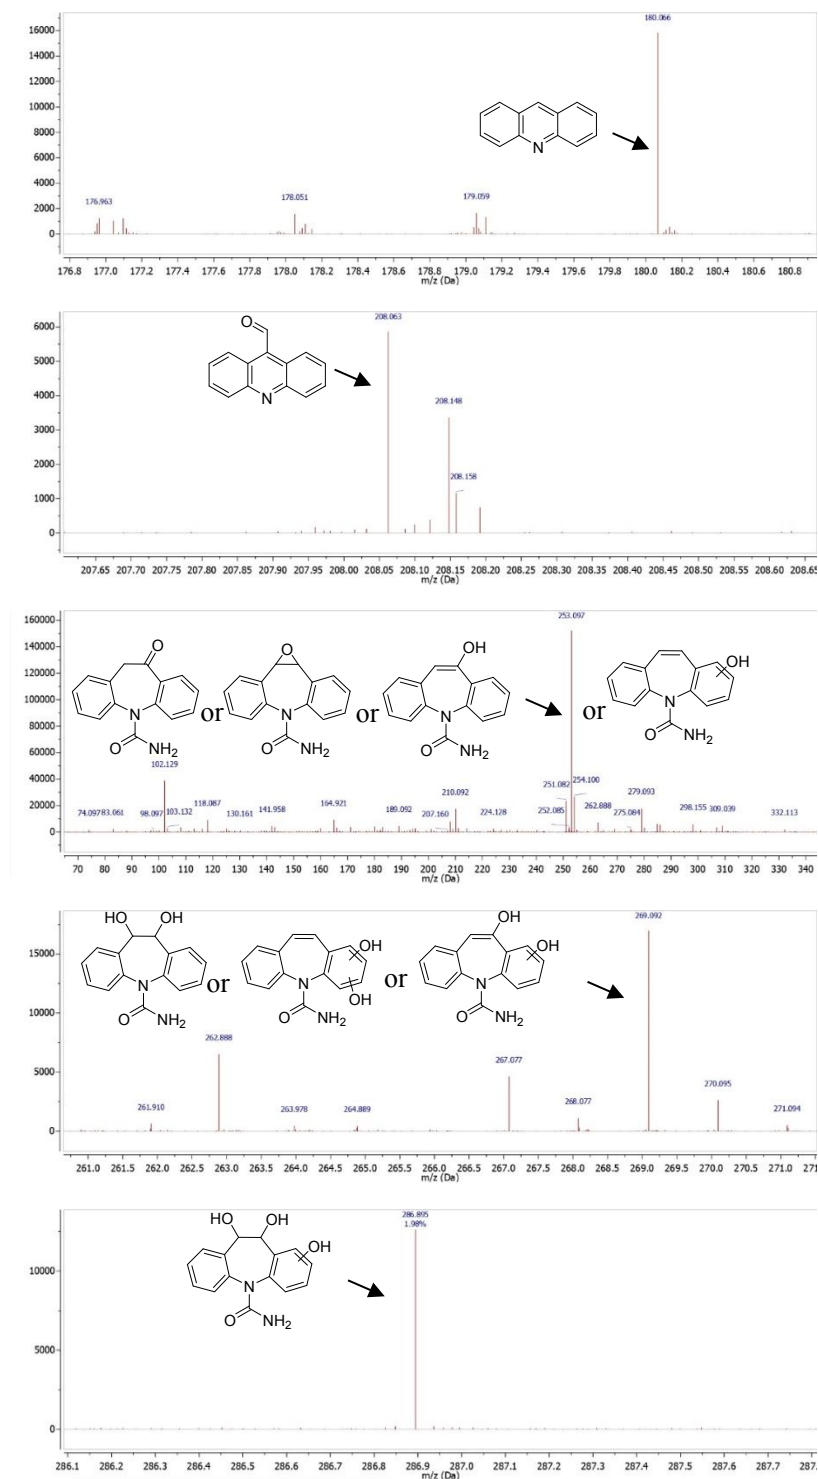 180.066
16000
14000
12000
10000
8000
6000
4000
2000
0
176.963
178.051
179.059
N
176.8 177.0 177.2 177.4 177.6 177.8 178.0 178.2 178.4 178.6 178.8 179.0 179.2 179.4 179.6 179.8 180.0 180.2 180.4 180.6 180.8
m/z (Da)
208.063
6000
5000
4000
3000
2000
1000
0
O
N
208.148
208.158
207.65 207.70 207.75 207.80 207.85 207.90 207.95 208.00 208.05 208.10 208.15 208.20 208.25 208.30 208.35 208.40 208.45 208.50 208.55 208.60 208.65
m/z (Da)
253.097
160000
140000
120000
100000
80000
60000
40000
20000
0
O
N
O NH2
or
O
N
O NH2
or
OH
N
O NH2
or
OH
N
O NH2
102.129
74.097 83.061 98.097 103.132 118.087 130.161 141.958 164.921 189.092 207.160 210.092 224.128 251.082 252.085 254.100 262.888 275.084 279.093 298.155 309.039 332.113
70 80 90 100 110 120 130 140 150 160 170 180 190 200 210 220 230 240 250 260 270 280 290 300 310 320 330 340
m/z (Da)
269.092
15000
10000
5000
0
HO OH
N
O NH2
or
OH
OH
N
O NH2
or
OH
OH
N
O NH2
261.910 262.888 263.978 264.889 267.077 268.077 270.095 271.094
261.0 261.5 262.0 262.5 263.0 263.5 264.0 264.5 265.0 265.5 266.0 266.5 267.0 267.5 268.0 268.5 269.0 269.5 270.0 270.5 271.0 271
m/z (Da)
286.895
1.98%
10000
5000
0
HO OH
OH
N
O NH2
286.1 286.2 286.3 286.4 286.5 286.6 286.7 286.8 286.9 287.0 287.1 287.2 287.3 287.4 287.5 287.6 287.7 287.
m/z (Da)